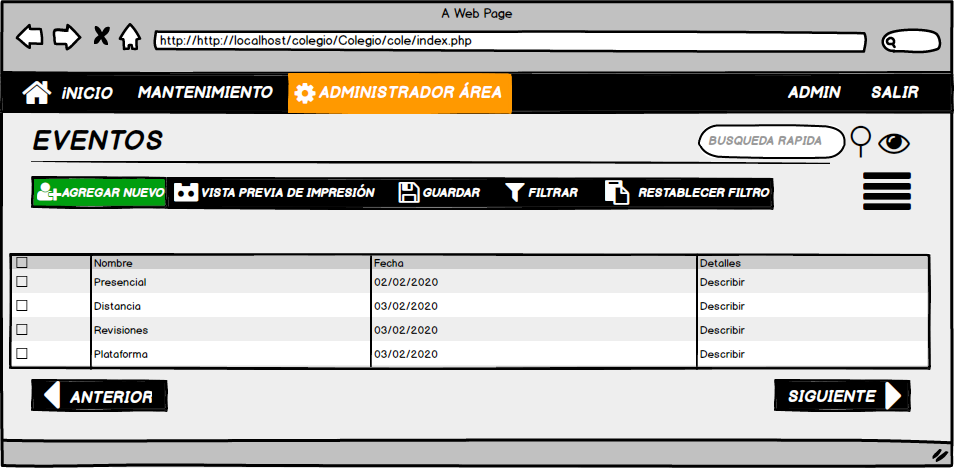 A Web Page
http://http://localhost/colegio/Colegio/cole/index.php
iNICIO MANTENIMIENTO ADMINISTRADOR ÁREA ADMIN SALIR
EVENTOS BUSQUEDA RAPIDA
AGREGAR NUEVO VISTA PREVIA DE IMPRESIÓN GUARDAR FILTRAR RESTABLECER FILTRO
Nombre Fecha Detalles
Presencial 02/02/2020 Describir
Distancia 03/02/2020 Describir
Revisiones 03/02/2020 Describir
Plataforma 03/02/2020 Describir
ANTERIOR SIGUIENTE